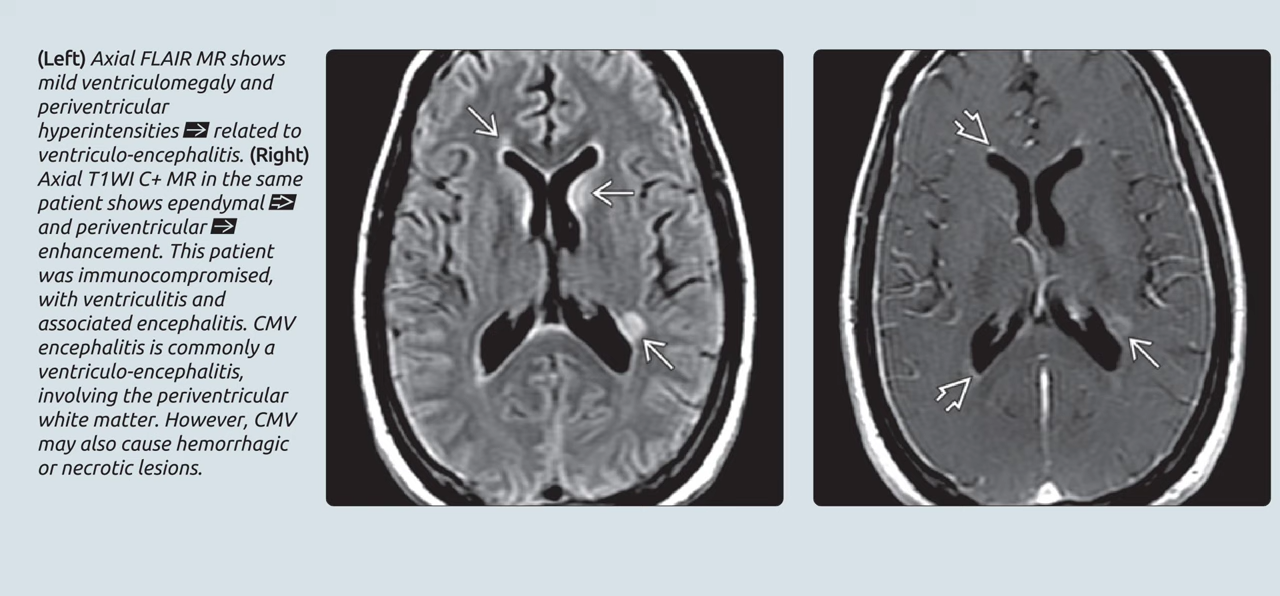 (Left) Axial FLAIR MR shows
mild ventriculomegaly and
periventricular
hyperintensities related to
ventriculo-encephalitis. (Right)
Axial T1WI C+ MR in the same
patient shows ependymal
and periventricular
enhancement. This patient
was immunocompromised,
with ventriculitis and
associated encephalitis. CMV
encephalitis is commonly a
ventriculo-encephalitis,
involving the periventricular
white matter. However, CMV
may also cause hemorrhagic
or necrotic lesions.